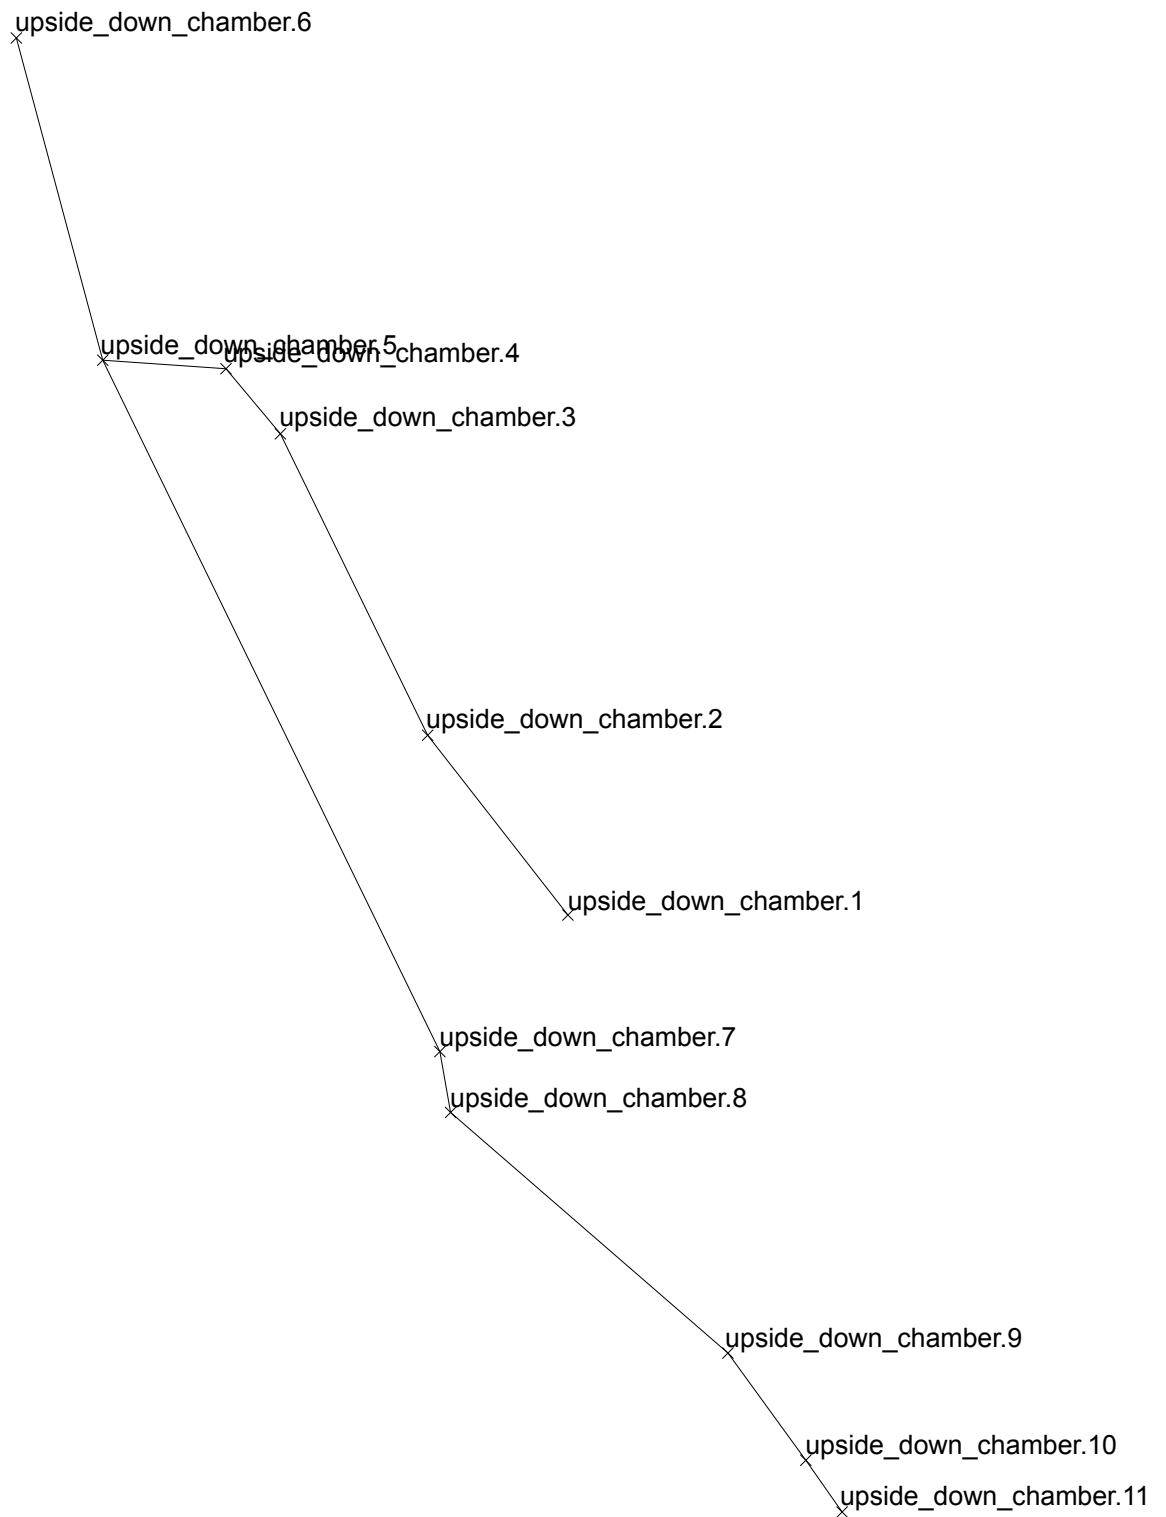 upside_down_chamber.6
upside_down_chamber.5
upside_down_chamber.4
upside_down_chamber.3
upside_down_chamber.2
upside_down_chamber.1
upside_down_chamber.7
upside_down_chamber.8
upside_down_chamber.9
upside_down_chamber.10
upside_down_chamber.11